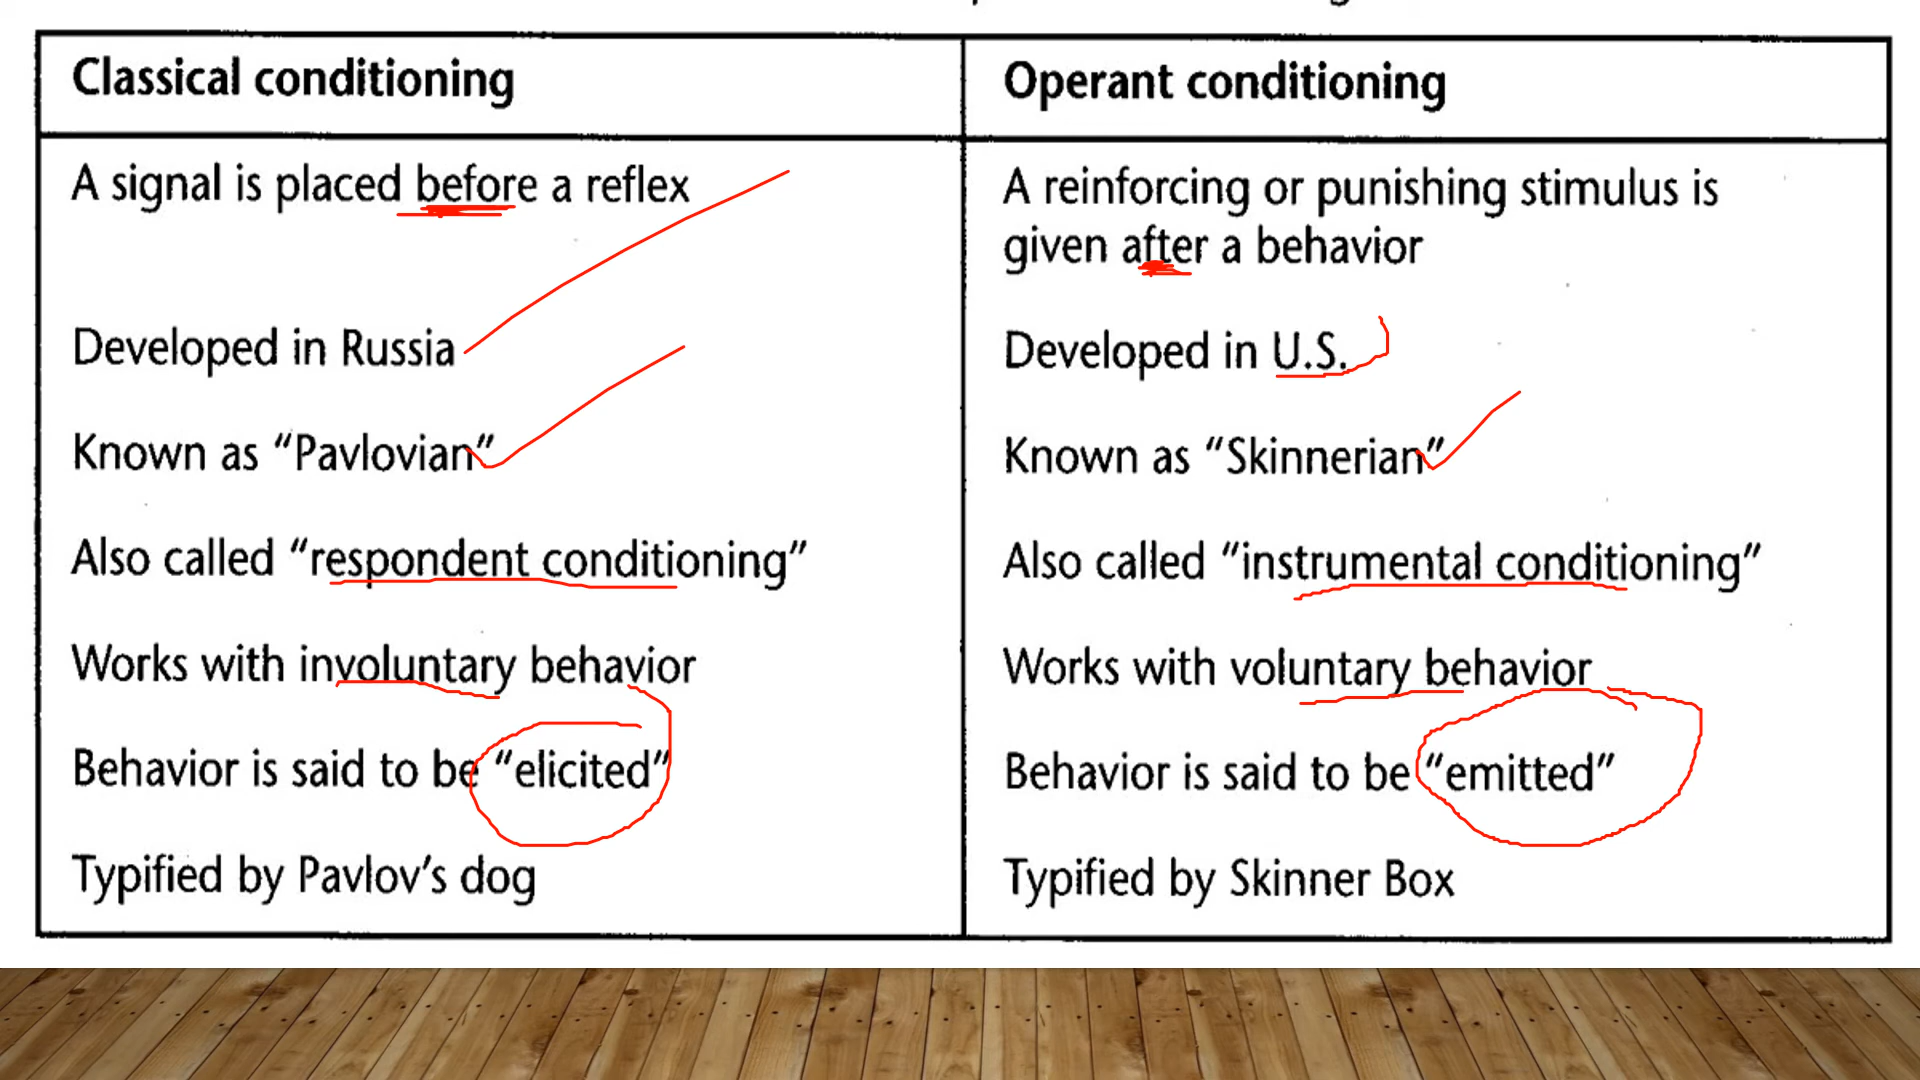 Classical conditioning
Operant conditioning
A signal is placed before a reflex
A reinforcing or punishing stimulus is
given after a behavior
Developed in Russia
Developed in U.S.
Known as “Pavlovian”
Known as “Skinnerian”
Also called “respondent conditioning”
Also called “instrumental conditioning”
Works with involuntary behavior
Works with voluntary behavior
Behavior is said to be “elicited”
Behavior is said to be “emitted”
Typified by Pavlov’s dog
Typified by Skinner Box